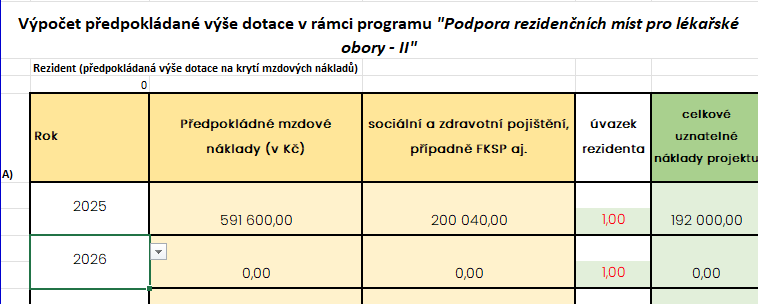 Výpočet předpokládané výše dotace v rámci programu "Podpora rezidenčních míst pro lékařské
obory - II"
Rezident (předpokládaná výše dotace na krytí mzdových nákladů)
0
Rok
Předpokládné mzdové
náklady (v Kč)
sociální a zdravotní pojištění,
případně FKSP aj.
úvazek
rezidenta
celkové
uznatelné
náklady projektu
A)
2025
591 600,00
200 040,00
1,00
192 000,00
2026
0,00
0,00
1,00
0,00